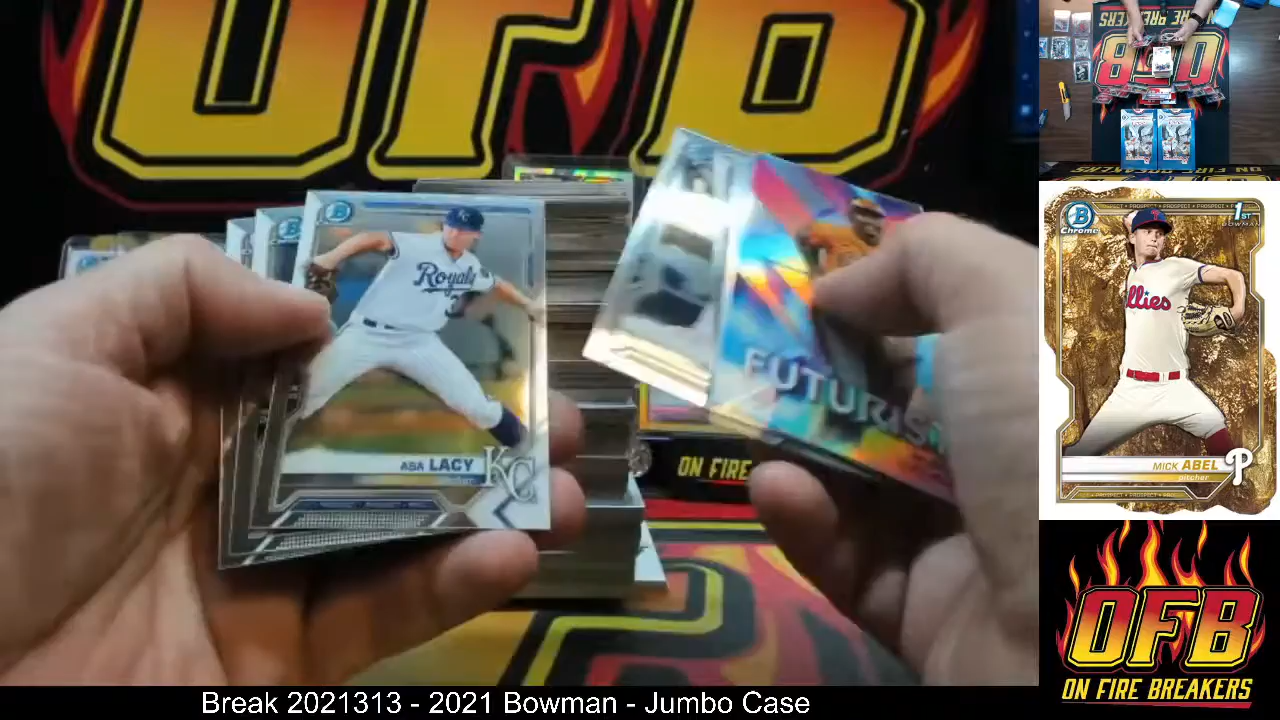 OFB
B
Royals
ASA LACY
KC
FUTURIST
ON FIRE
OFB
ON FIRE BREAKERS
B
Chrome
PROSPECT
1ST
BOWMAN
Phillies
MICK ABEL
pitcher
P
OFB
ON FIRE BREAKERS
Break 2021313 - 2021 Bowman - Jumbo Case